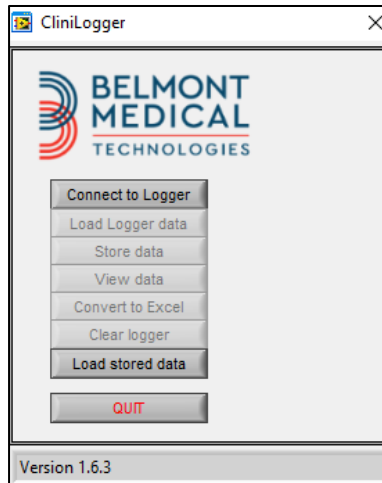 CliniLogger
BELMONT
MEDICAL
TECHNOLOGIES
Connect to Logger
Load Logger data
Store data
View data
Convert to Excel
Clear logger
Load stored data
QUIT
Version 1.6.3